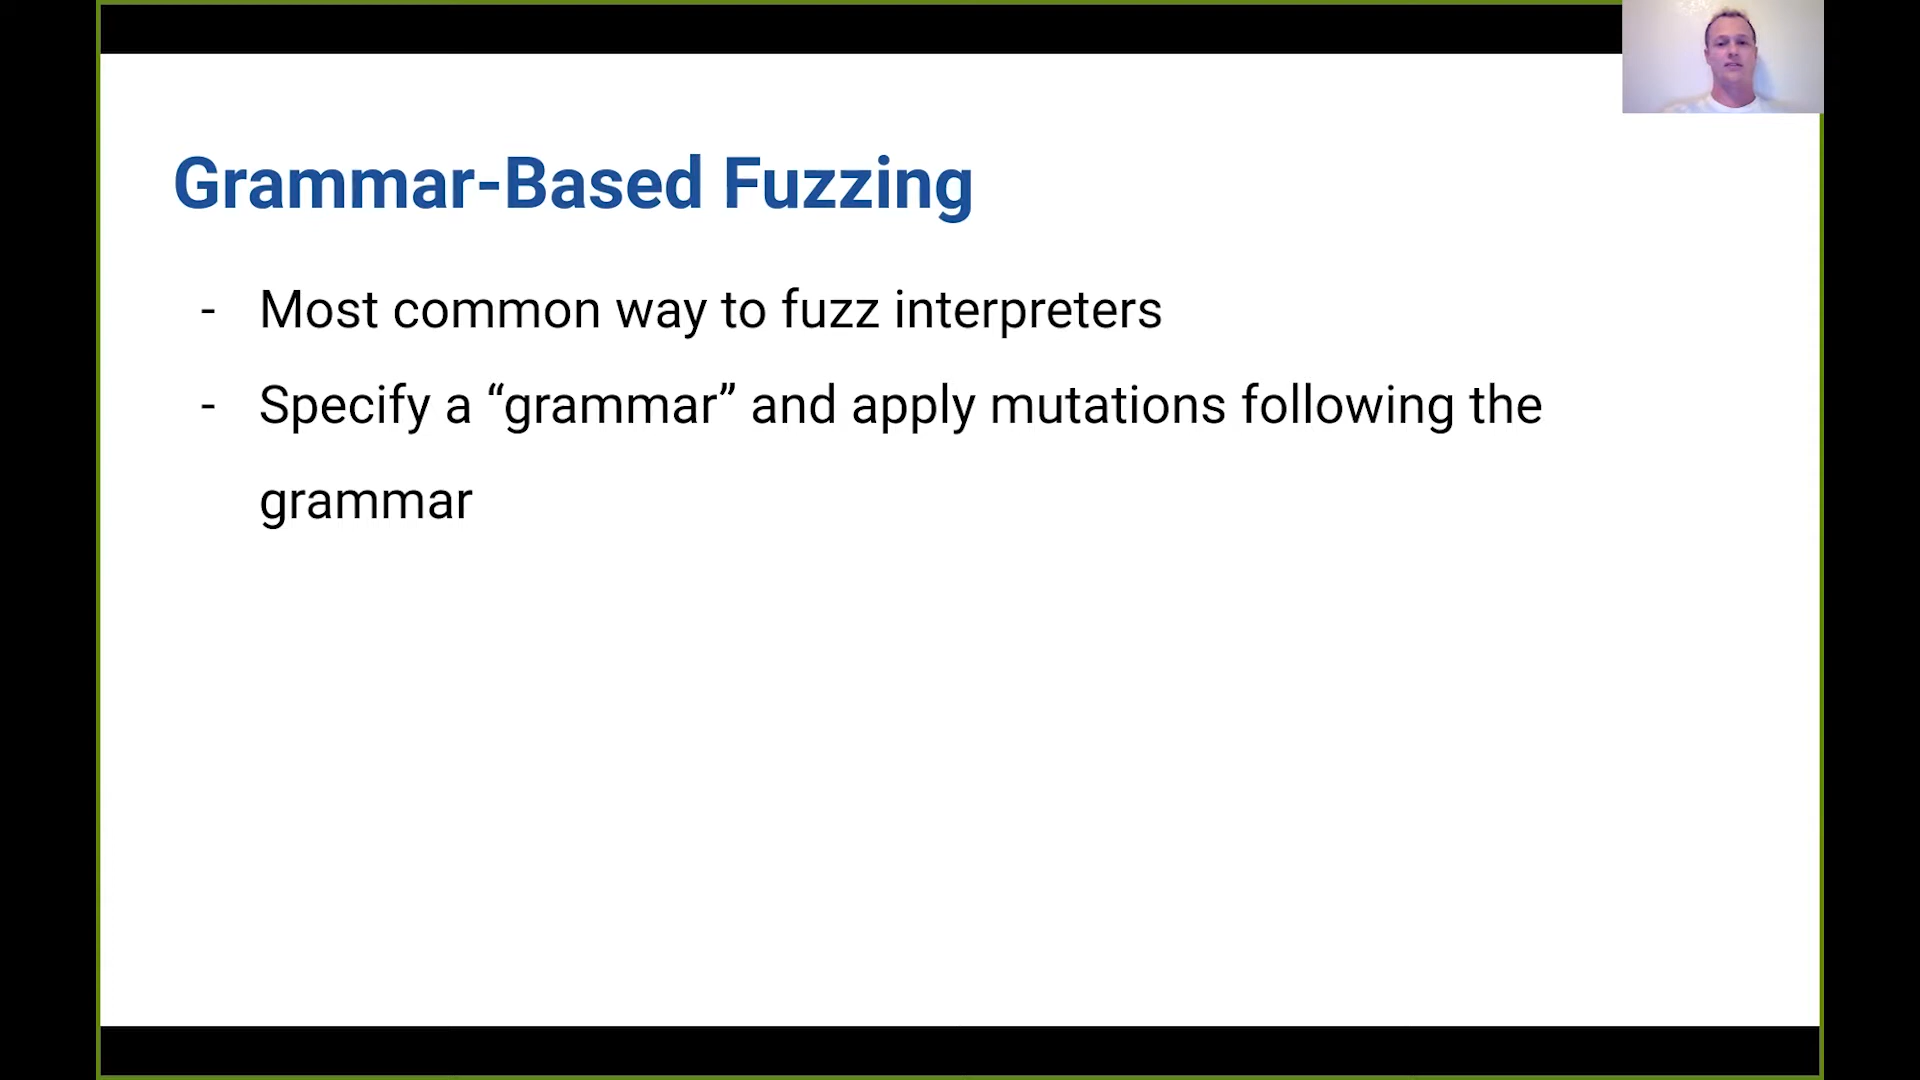 Grammar-Based Fuzzing
- Most common way to fuzz interpreters
- Specify a “grammar” and apply mutations following the
grammar